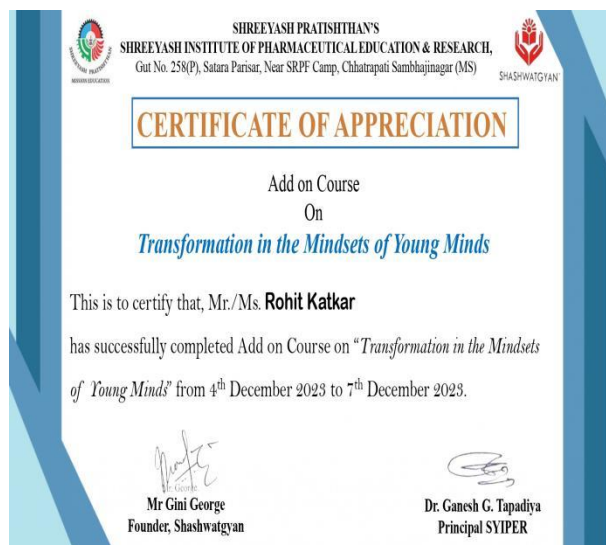 SHREEYASH PRATISHTHAN'S
SHREEYASH INSTITUTE OF PHARMACEUTICAL EDUCATION & RESEARCH,
Gut No. 258(P), Satara Parisar, Near SRPF Camp, Chhatrapati Sambhajinagar (MS)
SHASHWATGYAN
CERTIFICATE OF APPRECIATION
Add on Course
On
Transformation in the Mindsets of Young Minds
This is to certify that, Mr./Ms. Rohit Katkar
has successfully completed Add on Course on “Transformation in the Mindsets
of Young Minds” from 4th December 2023 to 7th December 2023.
Mr Gini George
Founder, Shashwatgyan
Dr. Ganesh G. Tapadiya
Principal SYIPER